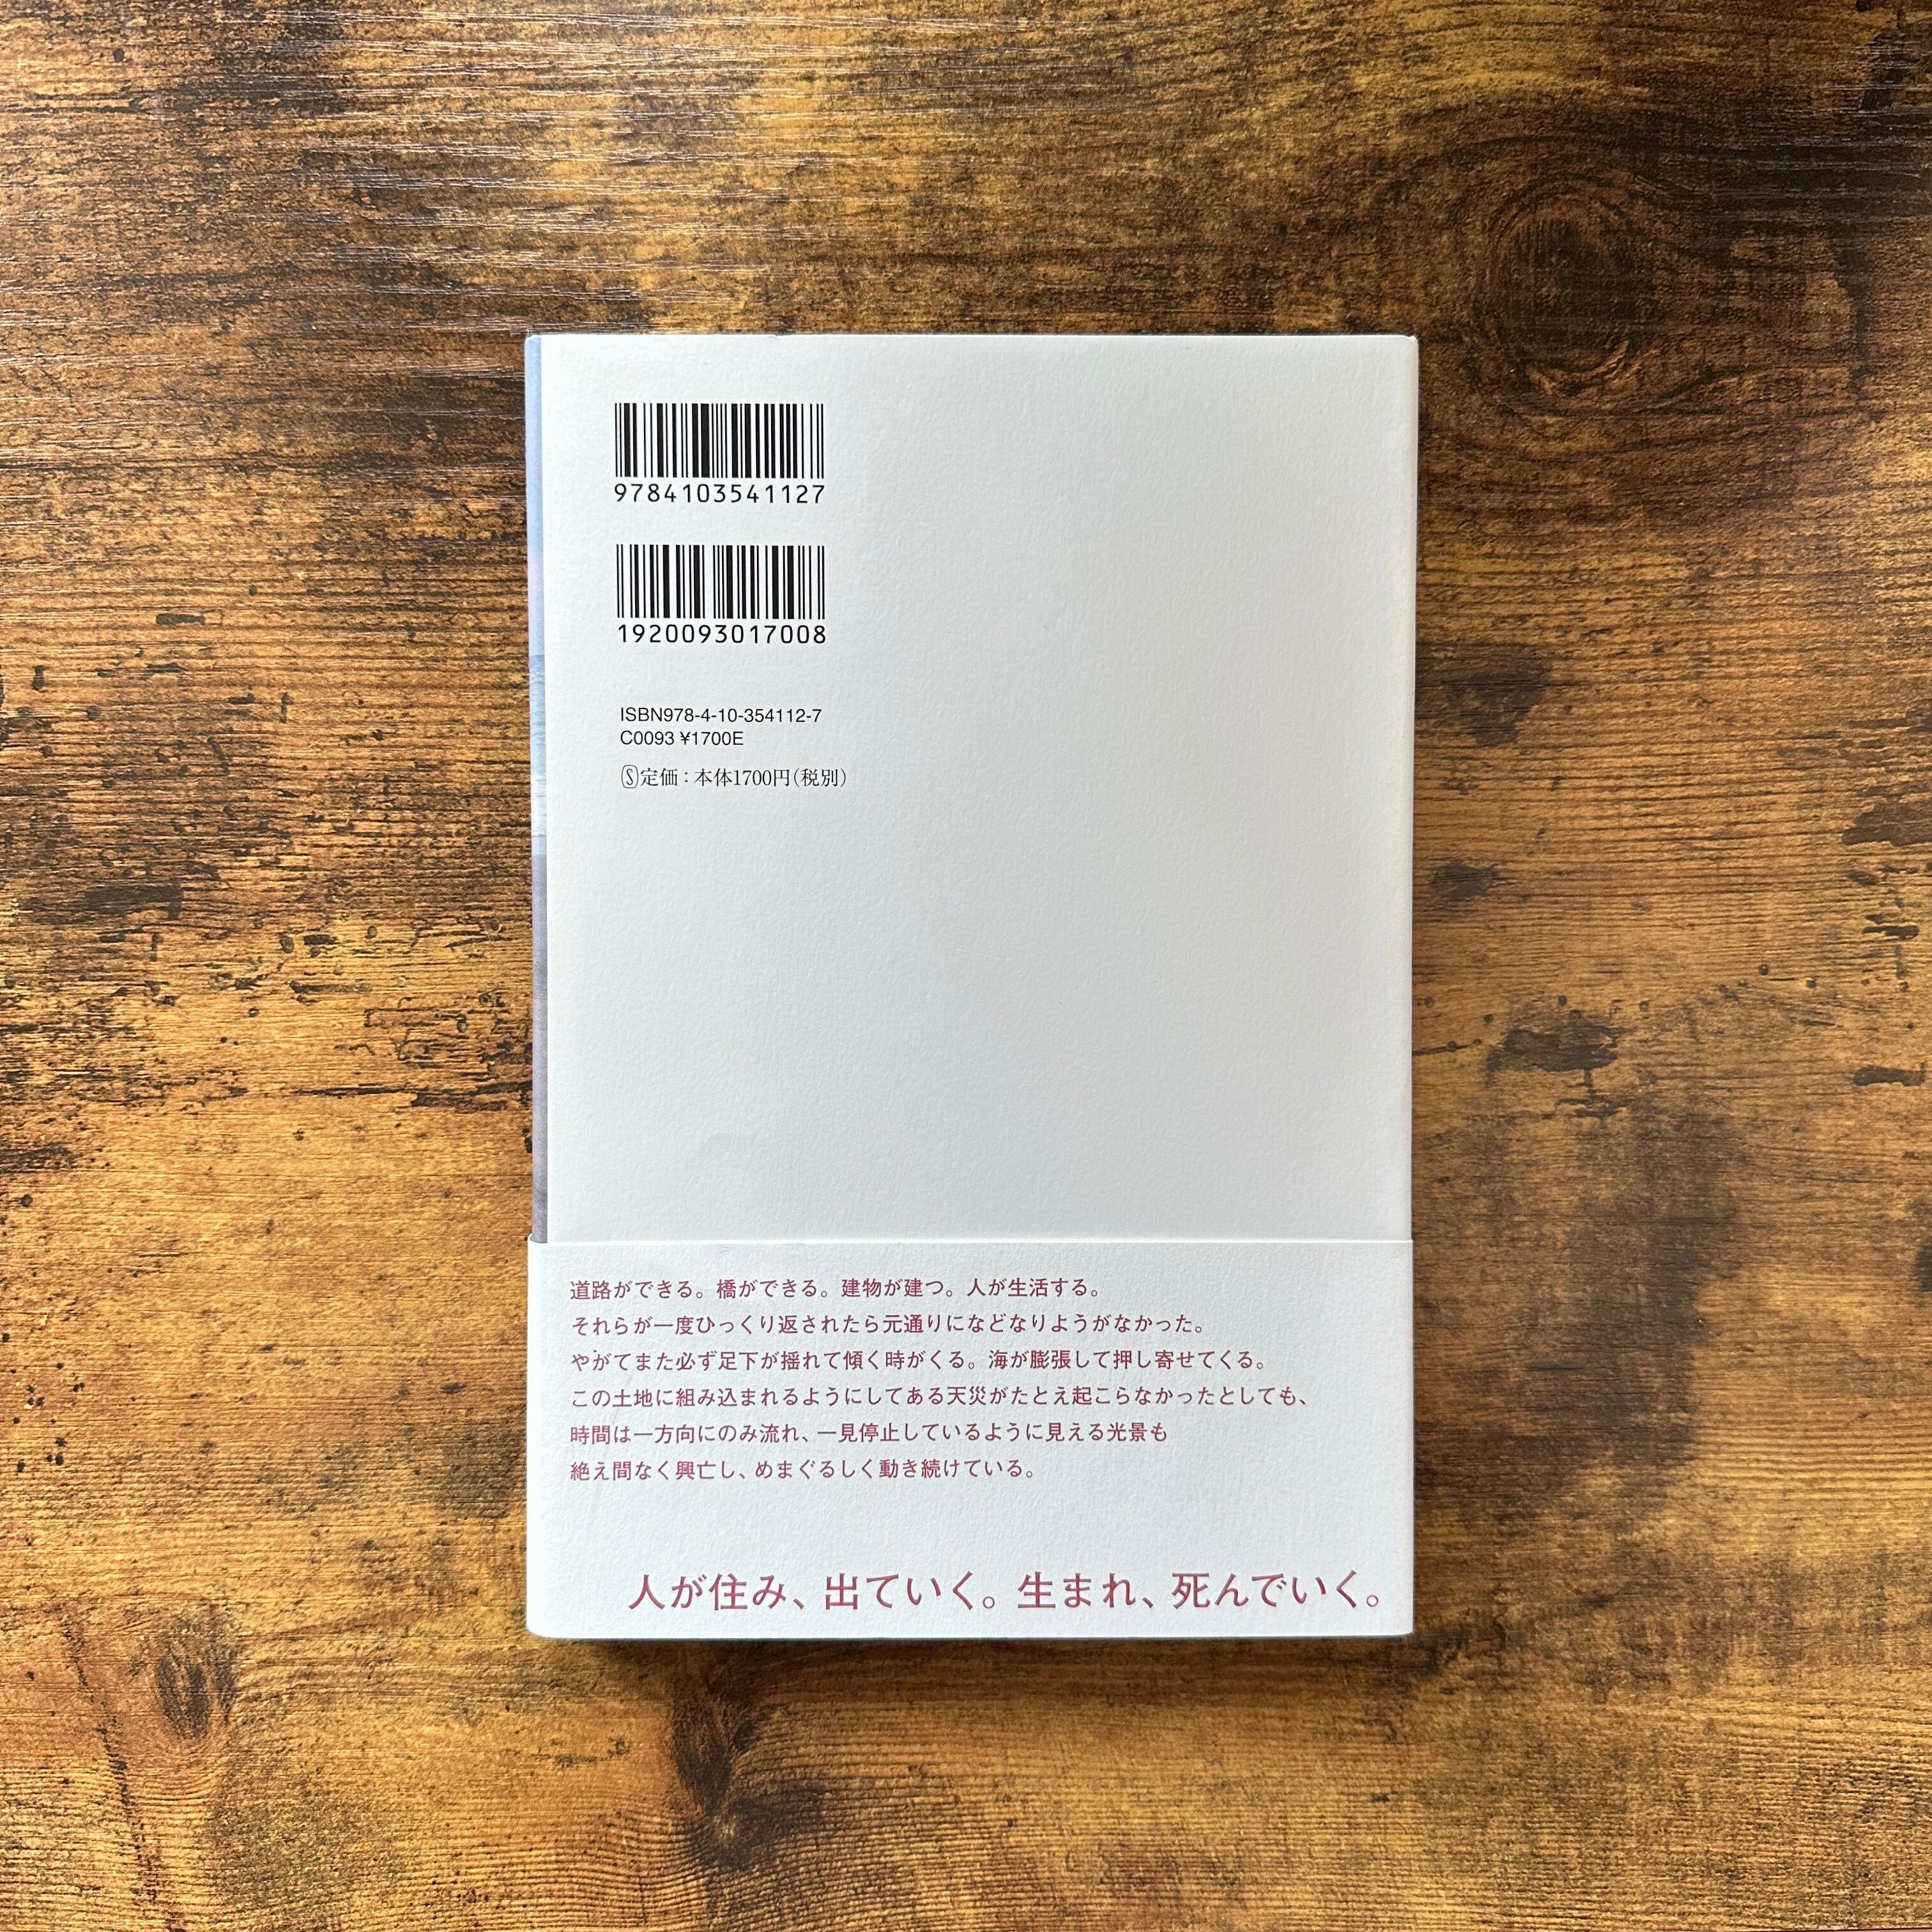 9784103541127
1920093017008
ISBN978-4-10-354112-7
C0093 ¥1700E
Ⓢ定価：本体1700円（税別）
道路ができる。橋ができる。建物が建つ。人が生活する。
それらが一度ひっくり返されたら元通りになどなりようがなかった。
やがてまた必ず足下が揺れて傾く時がくる。海が膨張して押し寄せてくる。
この土地に組み込まれるようにしてある天災がたとえ起こらなかったとしても、
時間は一方向にのみ流れ、一見停止しているように見える光景も
絶え間なく興亡し、めまぐるしく動き続けている。
人が住み、出ていく。生まれ、死んでいく。